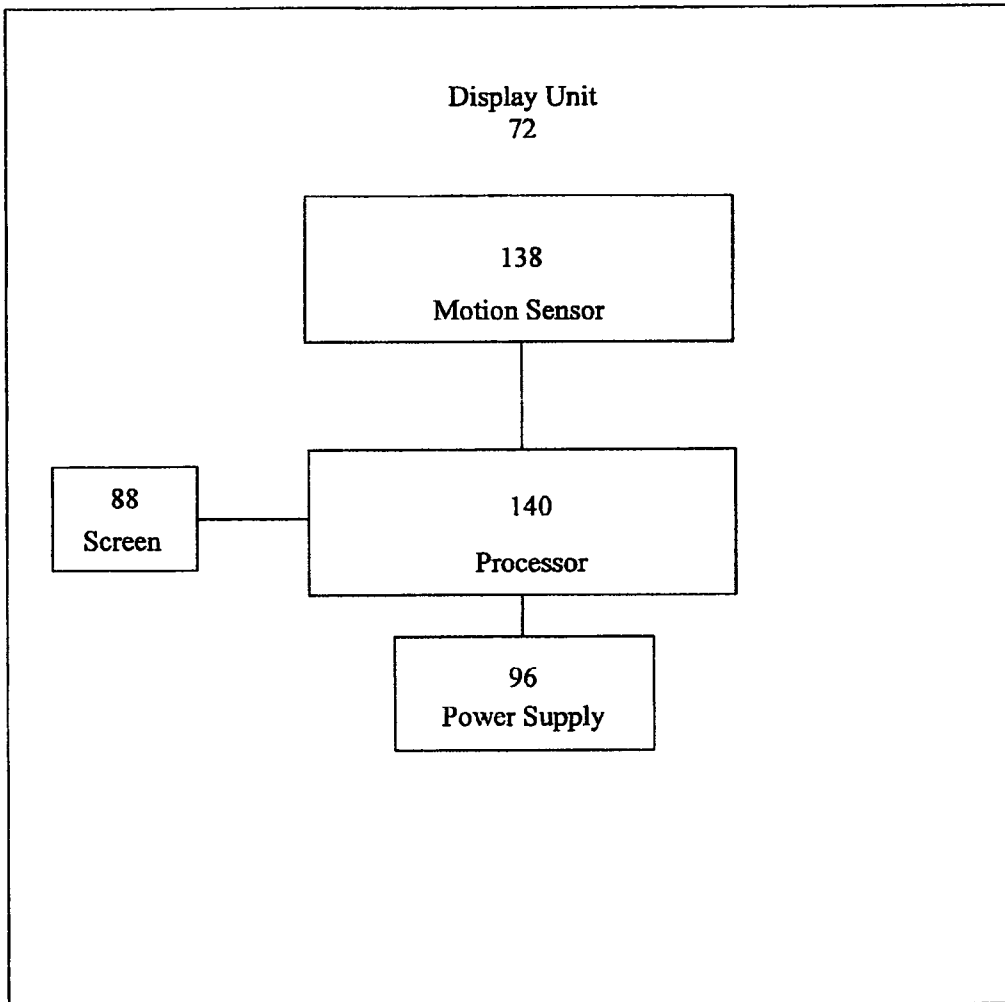 Display Unit
72
138
Motion Sensor
88
Screen
140
Processor
96
Power Supply